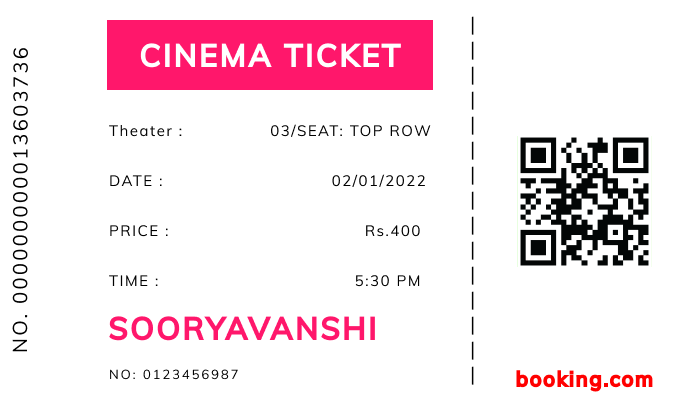 CINEMA TICKET
Theater : 03/SEAT: TOP ROW
DATE : 02/01/2022
PRICE : Rs.400
TIME : 5:30 PM
SOORYAVANSHI
NO: 0123456987
NO. 0000000000013603736
booking.com